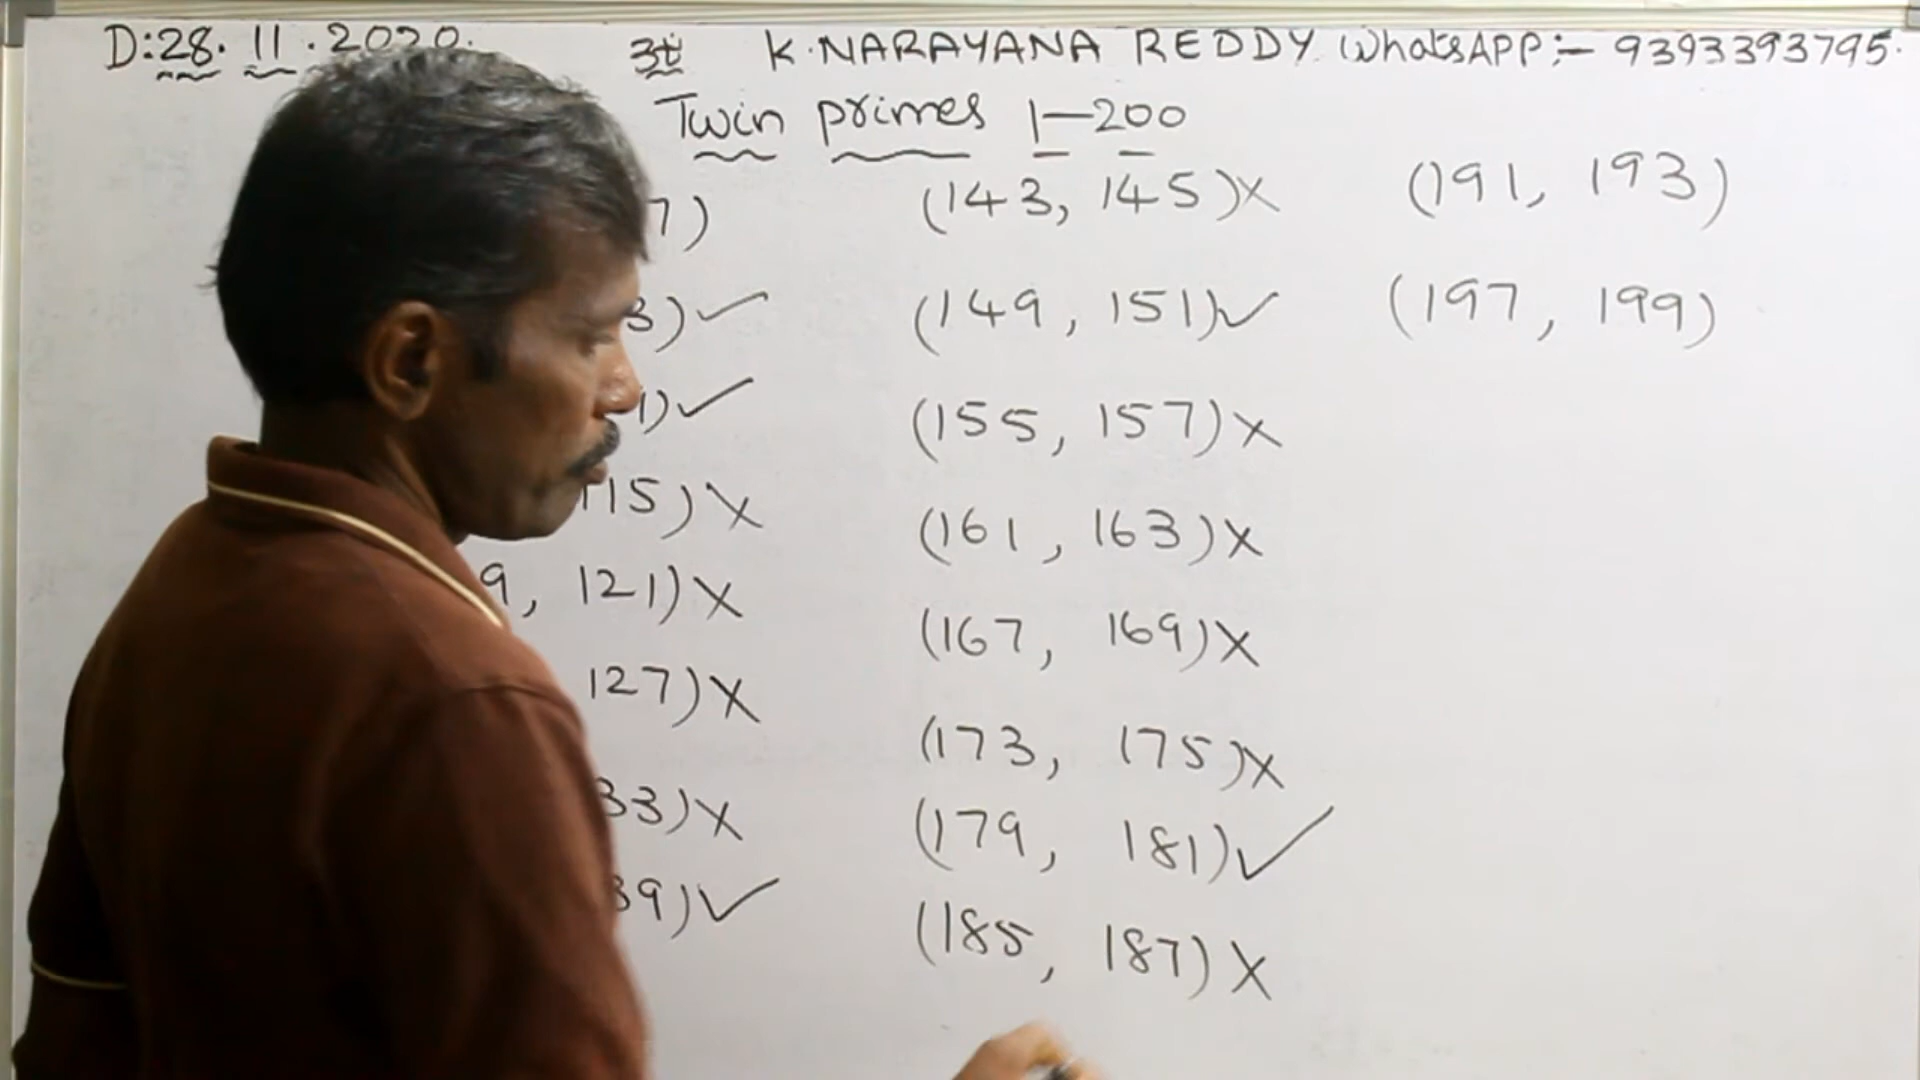 D:28.11.2020. 3t K.NARAYANA REDDY WhatsAPP:- 9393393795.
Twin primes 1-200
7)
3)✓
1)✓
115)X
9, 121)X
127)X
33)X
39)✓
(143, 145)X
(149, 151)✓
(155, 157)X
(161, 163)X
(167, 169)X
(173, 175)X
(179, 181)✓
(185, 187)X
(191, 193)
(197, 199)